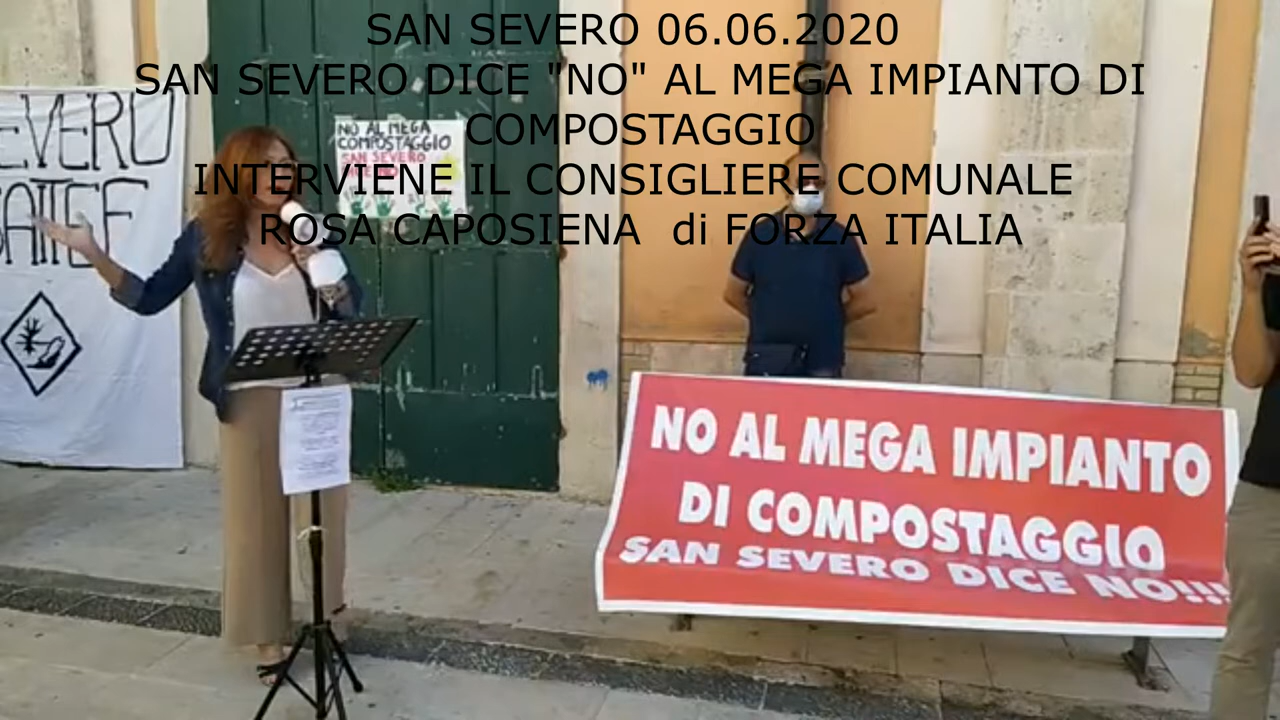 SAN SEVERO 06.06.2020
SAN SEVERO DICE "NO" AL MEGA IMPIANTO DI
COMPOSTAGGIO
INTERVIENE IL CONSIGLIERE COMUNALE
ROSA CAPOSIENA di FORZA ITALIA
SEVERO
NO AL MEGA
COMPOSTAGGIO
SAN SEVERO
NO AL MEGA IMPIANTO
DI COMPOSTAGGIO
SAN SEVERO DICE NO!!!